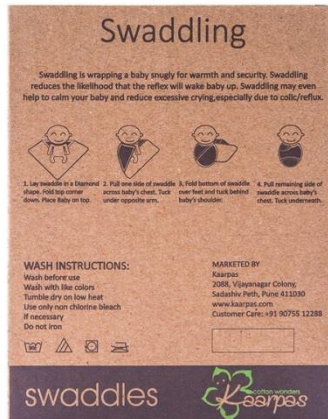 Swaddling
Swaddling is wrapping a baby snugly for warmth and security. Swaddling
reduces the likelihood that the reflex will wake baby up. Swaddling may even
help to calm your baby and reduce excessive crying,especially due to colic/reflux.
1. Lay swaddle in a Diamond
shape. Fold top corner
down. Place Baby on top.
2. Pull one side of swaddle
across baby's chest. Tuck
under opposite arm.
3. Fold bottom of swaddle
over feet and tuck behind
baby's shoulder.
4. Pull remaining side of
swaddle across baby's
chest. Tuck underneath.
WASH INSTRUCTIONS:
Wash before use
Wash with like colors
Tumble dry on low heat
Use only non chlorine bleach
if necessary
Do not iron
MARKETED BY
Kaarpas
2088, Vijayanagar Colony,
Sadashiv Peth, Pune 411030
www.kaarpas.com
Customer Care: +91 90755 12288
swaddles
cotton wonders
Kaarpas